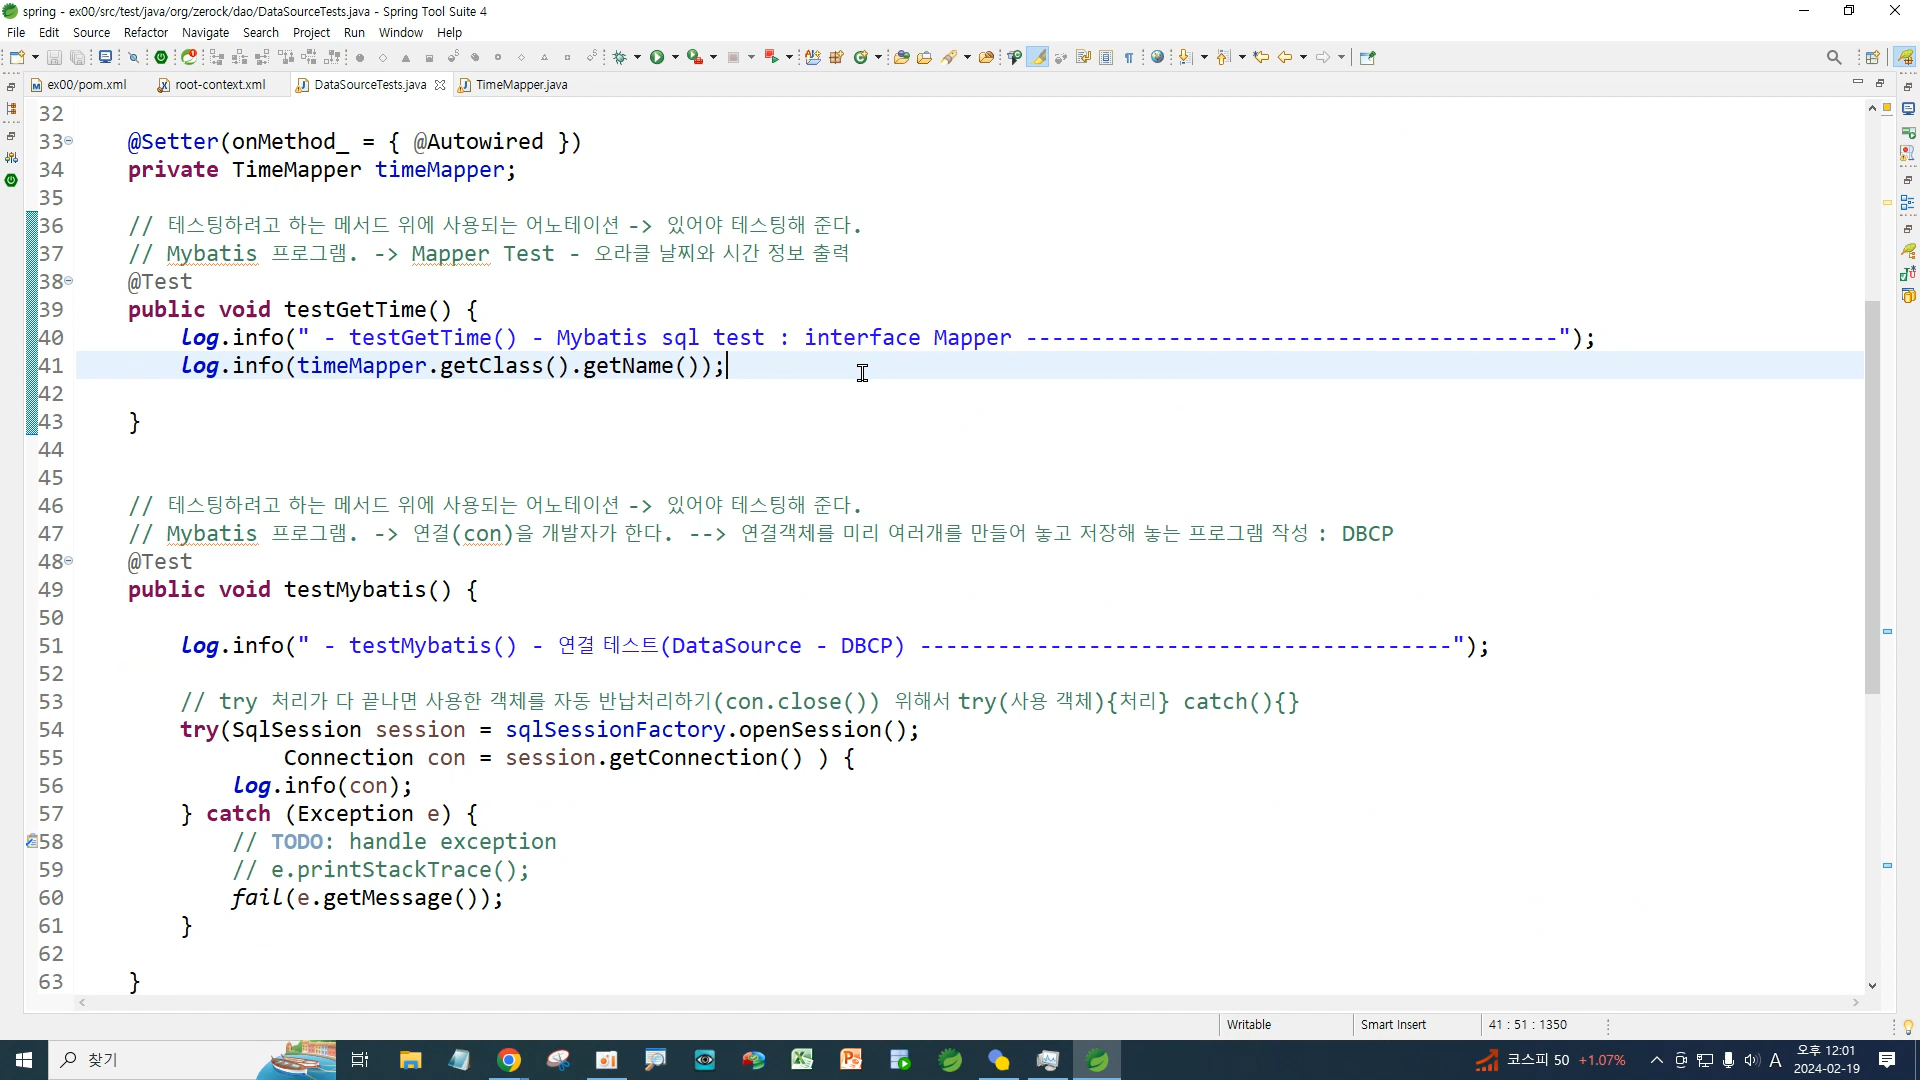 spring - ex00/src/test/java/org/zerock/dao/DataSourceTests.java - Spring Tool Suite 4
File Edit Source Refactor Navigate Search Project Run Window Help
ex00/pom.xml root-context.xml DataSourceTests.java TimeMapper.java
32
33 @Setter(onMethod_ = { @Autowired })
34 private TimeMapper timeMapper;
35
36 // 테스팅하려고 하는 메서드 위에 사용되는 어노테이션 -> 있어야 테스팅해 준다.
37 // Mybatis 프로그램. -> Mapper Test - 오라클 날짜와 시간 정보 출력
38 @Test
39 public void testGetTime() {
40 log.info(" - testGetTime() - Mybatis sql test : interface Mapper -----------------------------------------");
41 log.info(timeMapper.getClass().getName());
42
43 }
44
45
46 // 테스팅하려고 하는 메서드 위에 사용되는 어노테이션 -> 있어야 테스팅해 준다.
47 // Mybatis 프로그램. -> 연결(con)을 개발자가 한다. --> 연결객체를 미리 여러개를 만들어 놓고 저장해 놓는 프로그램 작성 : DBCP
48 @Test
49 public void testMybatis() {
50
51 log.info(" - testMybatis() - 연결 테스트(DataSource - DBCP) -----------------------------------------");
52
53 // try 처리가 다 끝나면 사용한 객체를 자동 반납처리하기(con.close()) 위해서 try(사용 객체){처리} catch(){}
54 try(SqlSession session = sqlSessionFactory.openSession();
55 Connection con = session.getConnection() ) {
56 log.info(con);
57 } catch (Exception e) {
58 // TODO: handle exception
59 // e.printStackTrace();
60 fail(e.getMessage());
61 }
62
63 }
Writable Smart Insert 41 : 51 : 1350
찾기 코스피 50 +1.07% A 오후 12:01
2024-02-19